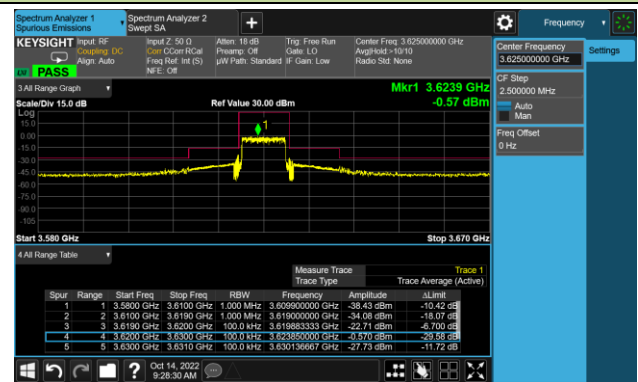 Spectrum Analyzer 1
Spurious Emissions
Spectrum Analyzer 2
Swept SA
Frequency
KEYSIGHT
Input: RF
Coupling: DC
Align: Auto
Input Z: 50 Ω
Corr CCorr RCal
Freq Ref: Int (S)
NFE: Off
Atten: 18 dB
Preamp: Off
µW Path: Standard
Trig: Free Run
Gate: LO
IF Gain: Low
Center Freq: 3.625000000 GHz
Avg|Hold:>10/10
Radio Std: None
PASS
Center Frequency
3.625000000 GHz
Settings
CF Step
2.500000 MHz
Auto
Man
Freq Offset
0 Hz
3 All Range Graph
Mkr1 3.6239 GHz
Scale/Div 15.0 dB
Ref Value 30.00 dBm
-0.57 dBm
Log
15.0
0.00
-15.0
-30.0
-45.0
-60.0
-75.0
-90.0
-105
1
Start 3.580 GHz
Stop 3.670 GHz
4 All Range Table
Measure Trace Trace 1
Trace Type Trace Average (Active)
Spur Range Start Freq Stop Freq RBW Frequency Amplitude ΔLimit
1 1 3.5800 GHz 3.6100 GHz 1.000 MHz 3.609900000 GHz -38.43 dBm -10.42 dB
2 2 3.6100 GHz 3.6190 GHz 1.000 MHz 3.619000000 GHz -34.08 dBm -18.07 dB
3 3 3.6190 GHz 3.6200 GHz 100.0 kHz 3.619883333 GHz -22.71 dBm -6.700 dB
4 4 3.6200 GHz 3.6300 GHz 100.0 kHz 3.623850000 GHz -0.570 dBm -29.58 dB
5 5 3.6300 GHz 3.6310 GHz 100.0 kHz 3.630136667 GHz -27.73 dBm -11.72 dB
Oct 14, 2022
9:28:30 AM